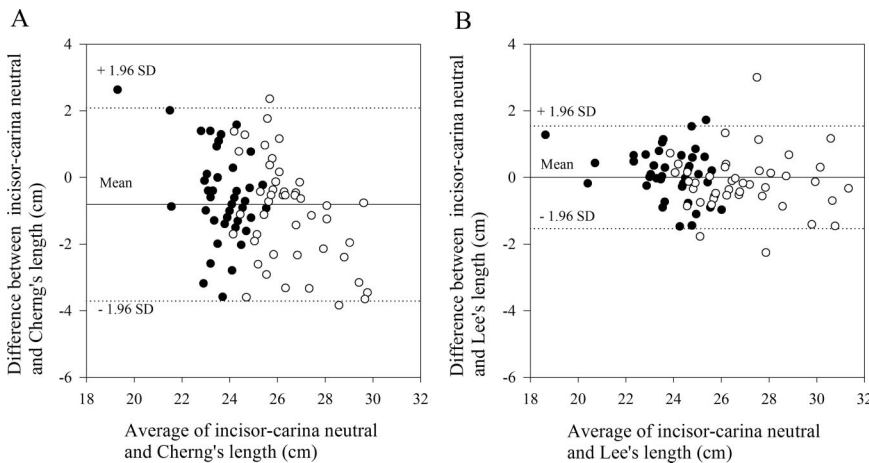 A
Difference between incisor-carina neutral
and Cherng's length (cm)
4
2
0
-2
-4
-6
+ 1.96 SD
Mean
- 1.96 SD
18 20 22 24 26 28 30 32
Average of incisor-carina neutral
and Cherng's length (cm)
B
Difference between incisor-carina neutral
and Lee's length (cm)
4
2
0
-2
-4
-6
+ 1.96 SD
Mean
- 1.96 SD
18 20 22 24 26 28 30 32
Average of incisor-carina neutral
and Lee's length (cm)